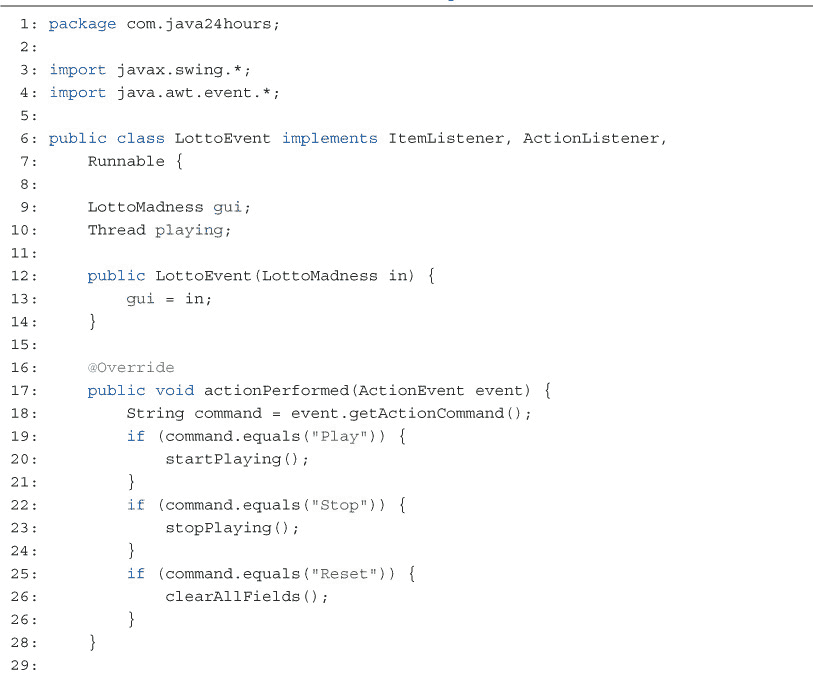 1: package com.java24hours;
2:
3: import javax.swing.*;
4: import java.awt.event.*;
5:
6: public class LottoEvent implements ItemListener, ActionListener,
7:     Runnable {
8:
9:     LottoMadness gui;
10:     Thread playing;
11:
12:     public LottoEvent(LottoMadness in) {
13:         gui = in;
14:     }
15:
16:     @Override
17:     public void actionPerformed(ActionEvent event) {
18:         String command = event.getActionCommand();
19:         if (command.equals("Play")) {
20:             startPlaying();
21:         }
22:         if (command.equals("Stop")) {
23:             stopPlaying();
24:         }
25:         if (command.equals("Reset")) {
26:             clearAllFields();
26:         }
28:     }
29: